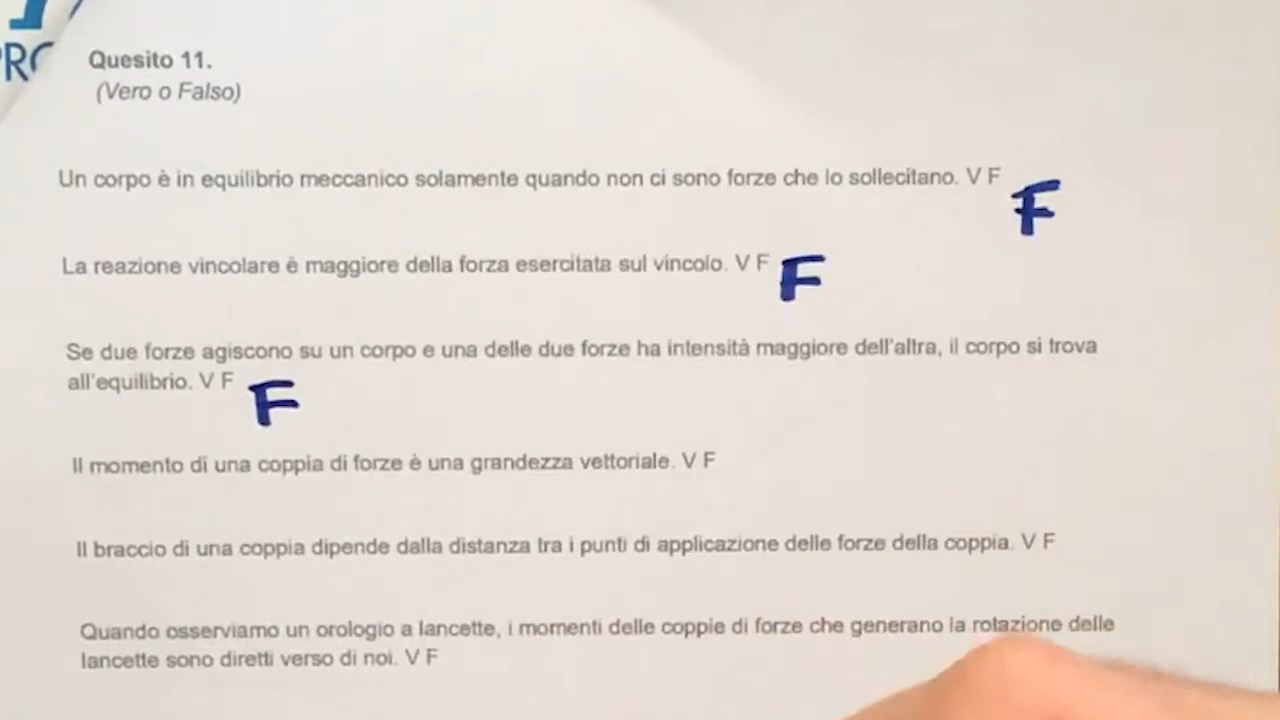 Quesito 11.
(Vero o Falso)
Un corpo è in equilibrio meccanico solamente quando non ci sono forze che lo sollecitano. V F
F
La reazione vincolare è maggiore della forza esercitata sul vincolo. V F
F
Se due forze agiscono su un corpo e una delle due forze ha intensità maggiore dell'altra, il corpo si trova
all'equilibrio. V F
F
Il momento di una coppia di forze è una grandezza vettoriale. V F
Il braccio di una coppia dipende dalla distanza tra i punti di applicazione delle forze della coppia. V F
Quando osserviamo un orologio a lancette, i momenti delle coppie di forze che generano la rotazione delle
lancette sono diretti verso di noi. V F